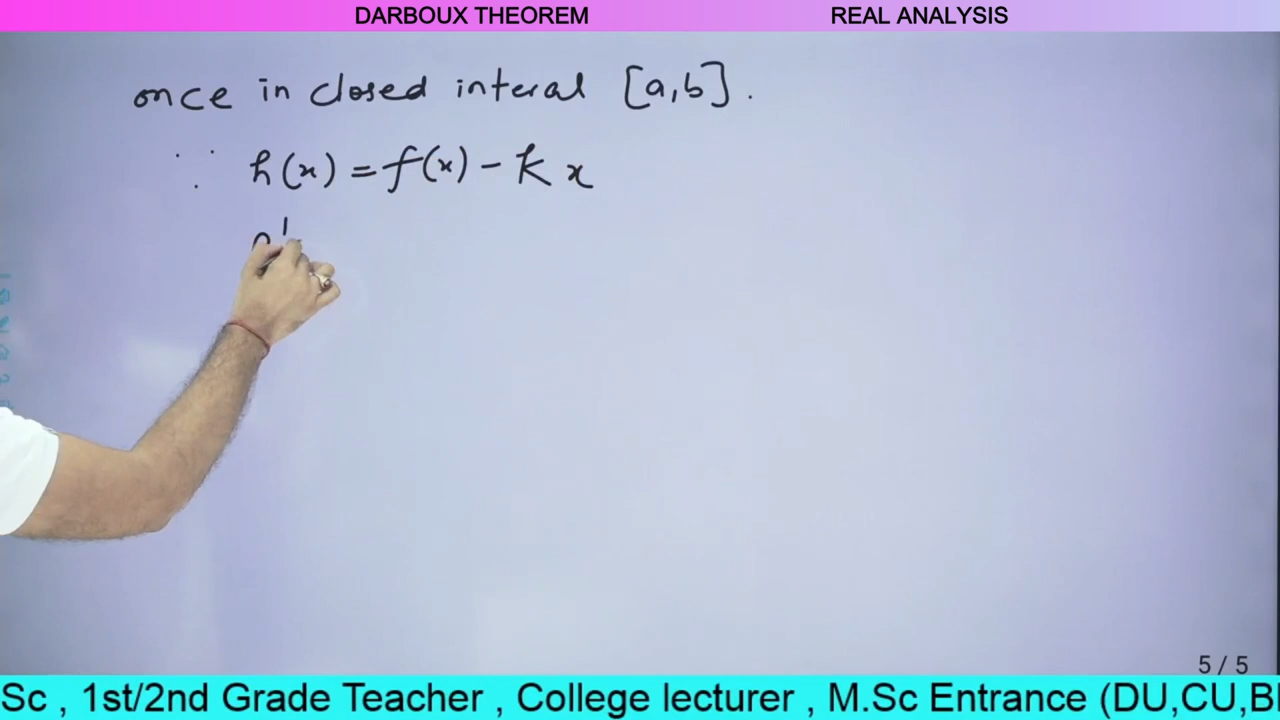 DARBOUX THEOREM REAL ANALYSIS
once in closed interal [a,b].
∵ h(x) = f(x) - k x
5 / 5
Sc , 1st/2nd Grade Teacher , College lecturer , M.Sc Entrance (DU,CU,